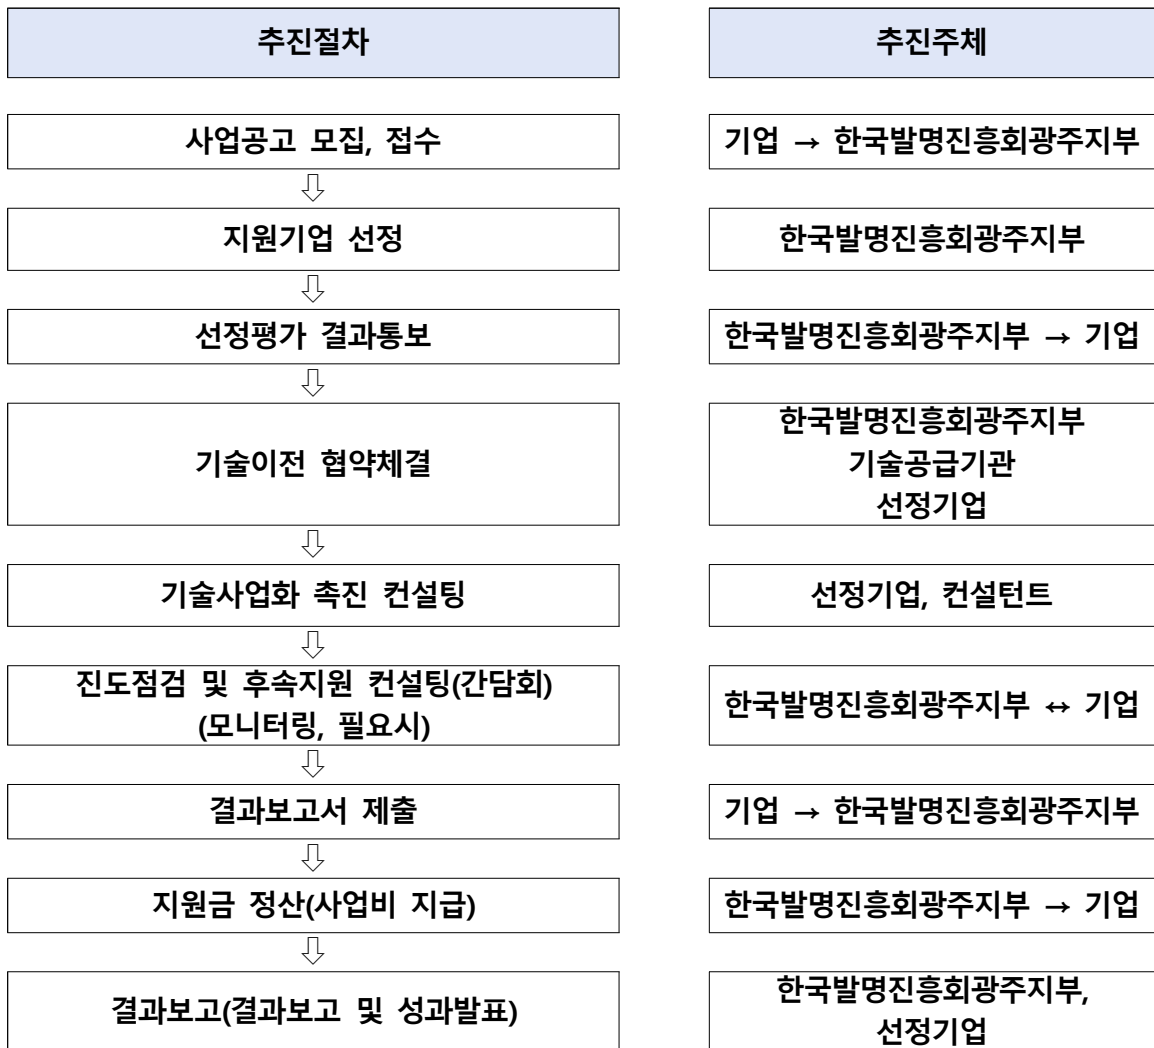 추진절차
추진주체
사업공고 모집, 접수
기업 → 한국발명진흥회광주지부
지원기업 선정
한국발명진흥회광주지부
선정평가 결과통보
한국발명진흥회광주지부 → 기업
기술이전 협약체결
한국발명진흥회광주지부
기술공급기관
선정기업
기술사업화 촉진 컨설팅
선정기업, 컨설턴트
진도점검 및 후속지원 컨설팅(간담회)
(모니터링, 필요시)
한국발명진흥회광주지부 ↔ 기업
결과보고서 제출
기업 → 한국발명진흥회광주지부
지원금 정산(사업비 지급)
한국발명진흥회광주지부 → 기업
결과보고(결과보고 및 성과발표)
한국발명진흥회광주지부,
선정기업